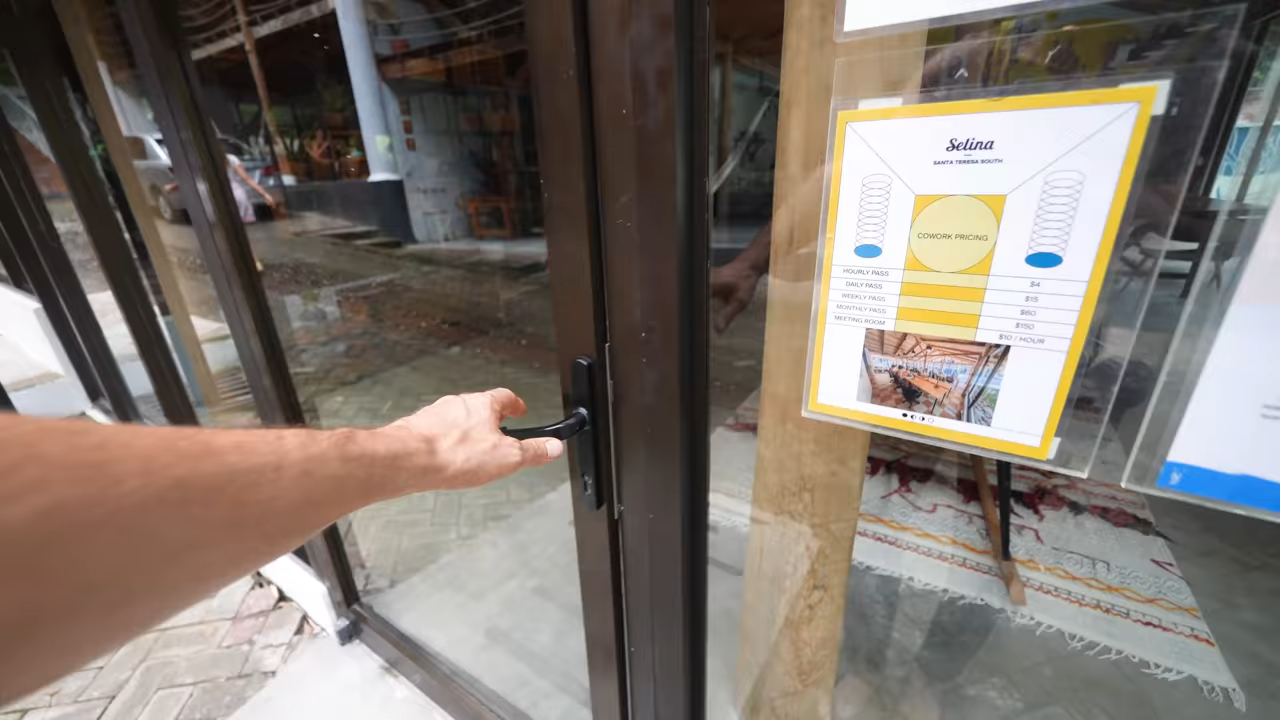 Selina
SANTA TERESA SOUTH
COWORK PRICING
HOURLY PASS $4
DAILY PASS $15
WEEKLY PASS $60
MONTHLY PASS $150
MEETING ROOM $10 / HOUR